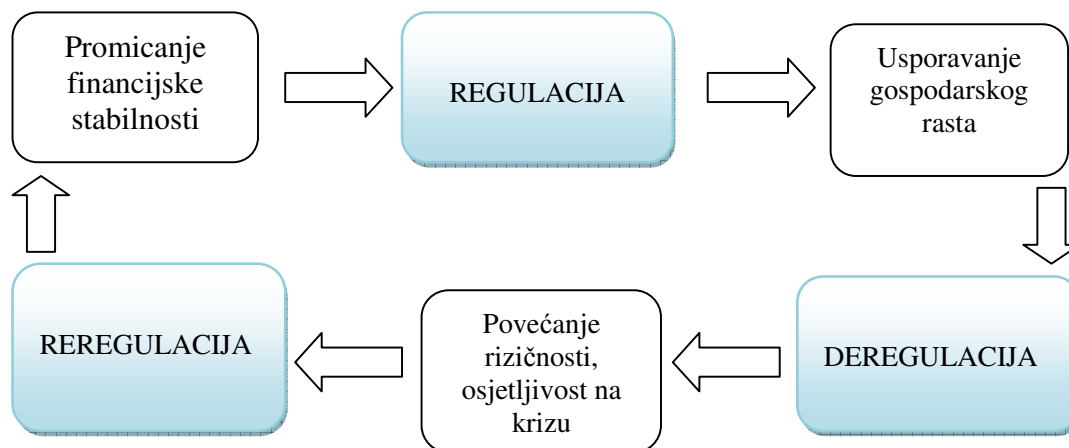 Promicanje
financijske
stabilnosti
REGULACIJA
Usporavanje
gospodarskog
rasta
REREGULACIJA
Povećanje
rizičnosti,
osjetljivost na
krizu
DEREGULACIJA